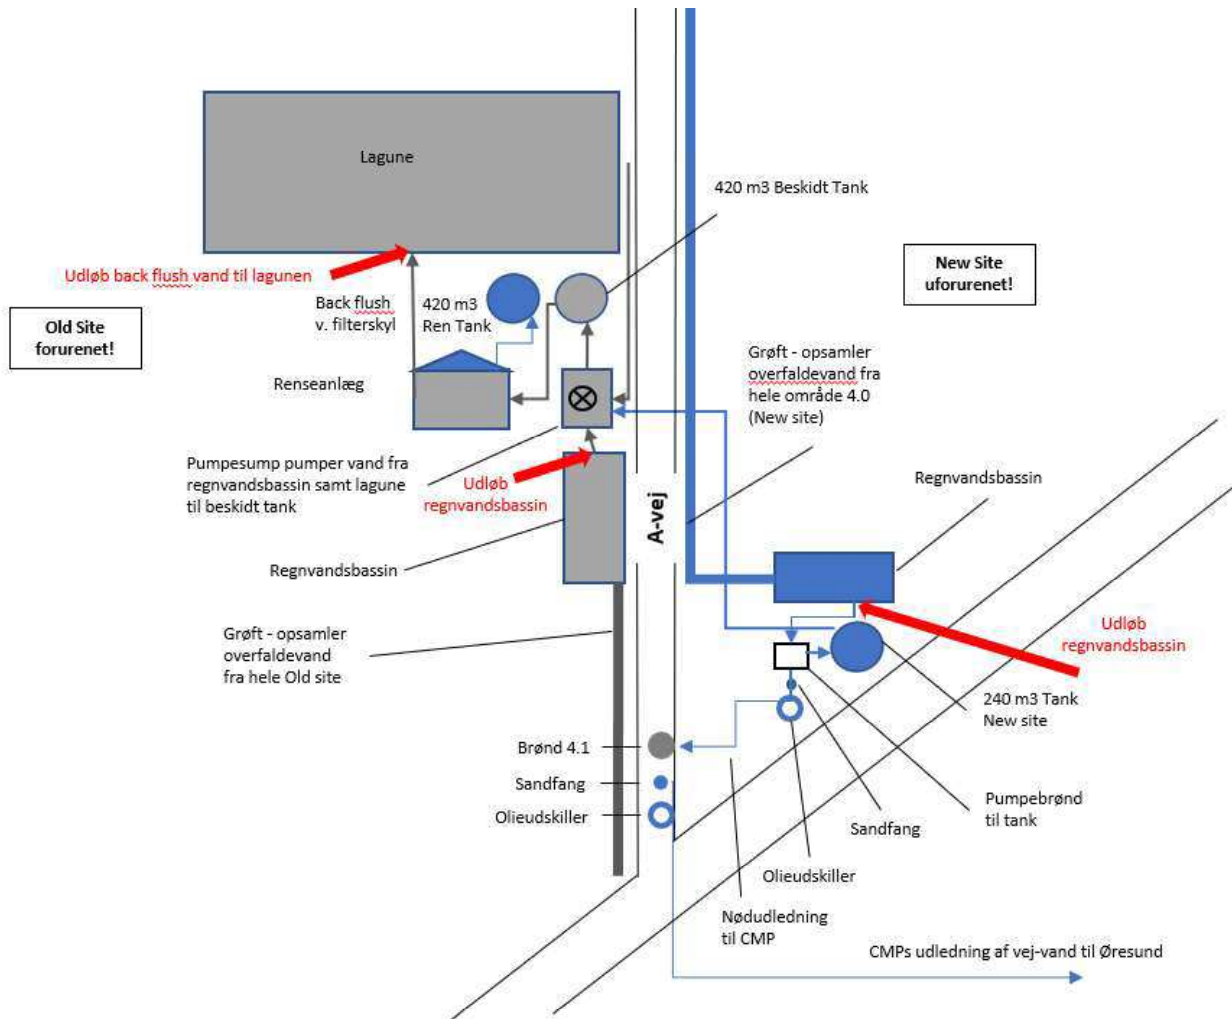 Lagune
420 m3 Beskidt Tank
Udløb back flush vand til lagunen
New Site
uforurenet!
Old Site
forurenet!
Back flush
v. filterskyl
420 m3
Ren Tank
Renseanlæg
Grøft - opsamler
overfaldevand fra
hele område 4.0
(New site)
Pumpesump pumper vand fra
regnvandsbassin samt lagune
til beskidt tank
Udløb
regnvandsbassin
A-vej
Regnvandsbassin
Regnvandsbassin
Grøft - opsamler
overfaldevand
fra hele Old site
Udløb
regnvandsbassin
240 m3 Tank
New site
Brønd 4.1
Sandfang
Olieudskiller
Pumpebrønd
til tank
Sandfang
Olieudskiller
Nødudledning
til CMP
CMPs udledning af vej-vand til Øresund